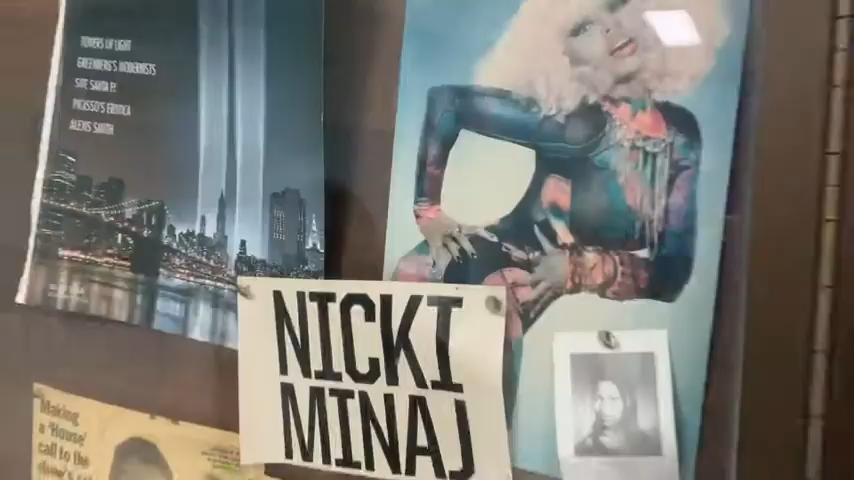 TOWERS OF LIGHT
GREENBERG'S MODERNISTS
SITE SANTA FE
PICASSO'S EROTICA
ALEXIS SMITH
NICKI
MINAJ
Making
a 'House'
call to the